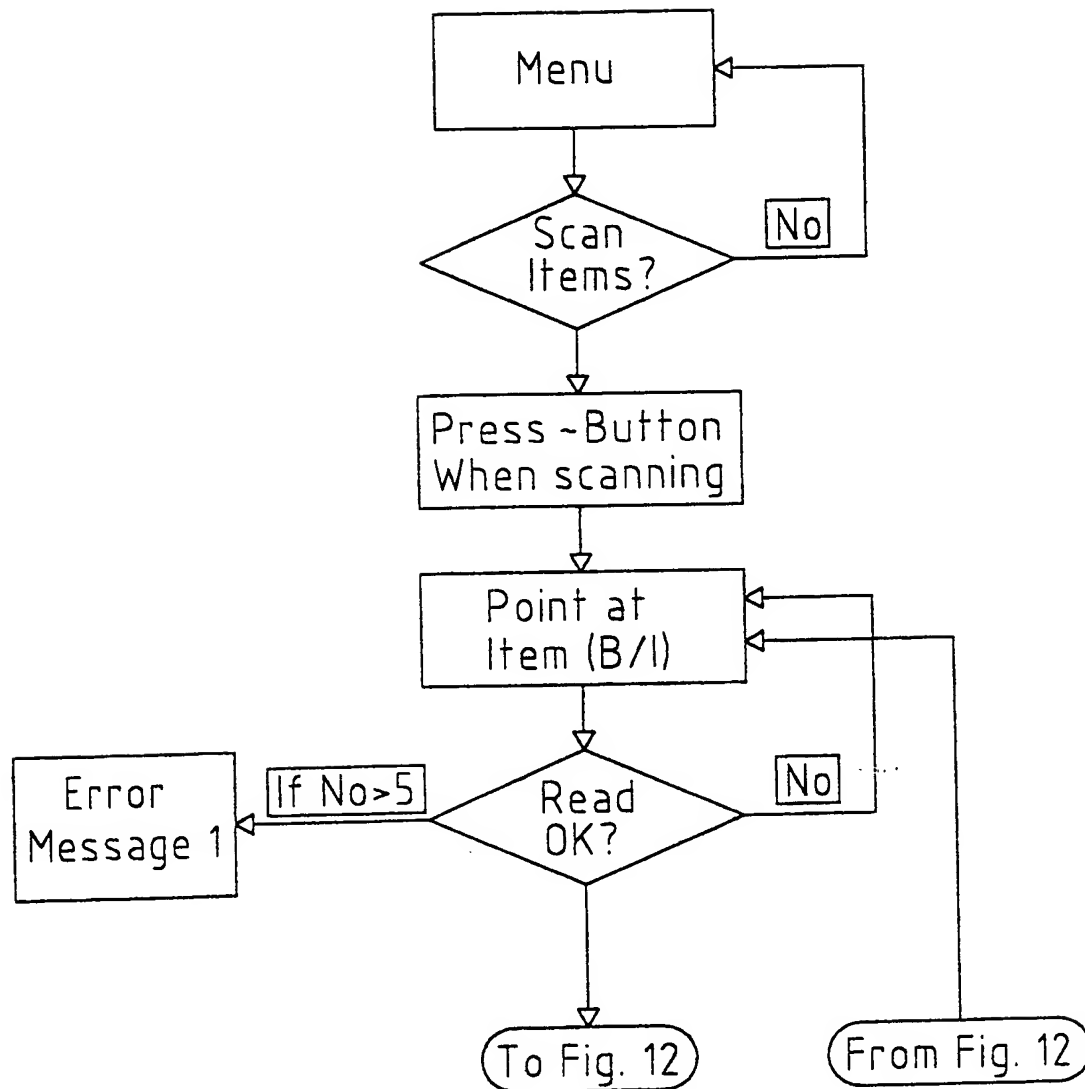 Menu
Scan
Items?
No
Press ~Button
When scanning
Point at
Item (B/I)
Error
Message 1
If No>5
Read
OK?
No
To Fig. 12
From Fig. 12